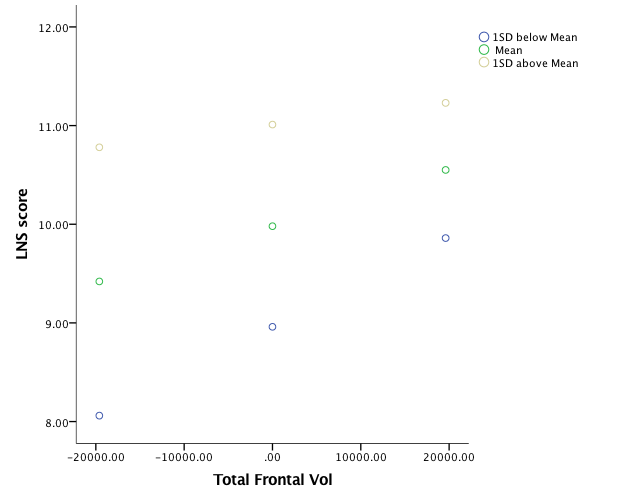 12.00
11.00
10.00
9.00
8.00
LNS score
-20000.00 -10000.00 .00 10000.00 20000.00
Total Frontal Vol
1SD below Mean
Mean
1SD above Mean